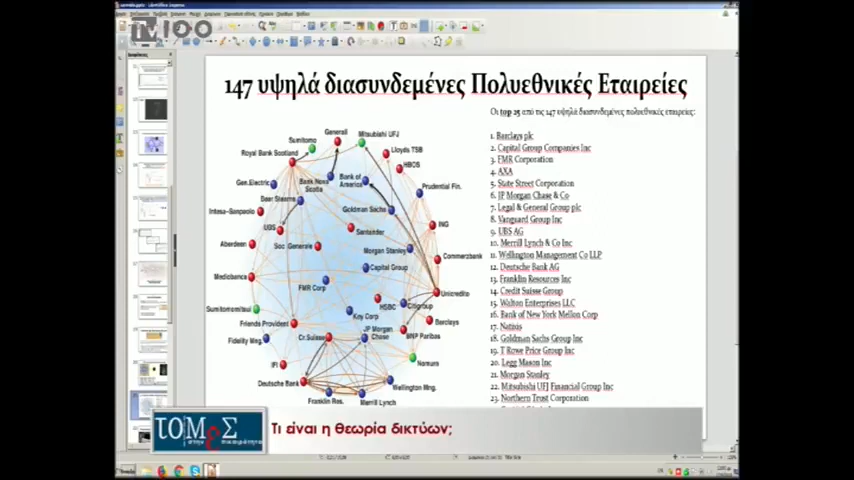 TV100
147 υψηλά διασυνδεμένες Πολυεθνικές Εταιρείες
Οι top 25 από τις 147 υψηλά διασυνδεμένες πολυεθνικές εταιρείες:
1. Barclays plc
2. Capital Group Companies Inc
3. FMR Corporation
4. AXA
5. State Street Corporation
6. JP Morgan Chase & Co
7. Legal & General Group plc
8. Vanguard Group Inc
9. UBS AG
10. Merrill Lynch & Co Inc
11. Wellington Management Co LLP
12. Deutsche Bank AG
13. Franklin Resources Inc
14. Credit Suisse Group
15. Walton Enterprises LLC
16. Bank of New York Mellon Corp
17. Natixis
18. Goldman Sachs Group Inc
19. T Rowe Price Group Inc
20. Legg Mason Inc
21. Morgan Stanley
22. Mitsubishi UFJ Financial Group Inc
23. Northern Trust Corporation
Sumitomo
Generali
Mitsubishi UFJ
Royal Bank Scotland
Lloyds TSB
HBOS
Gen.Electric
Bank Nova
Scotia
Bank of
America
Prudential Fin.
Bear Stearns
Goldman Sachs
Intesa-Sanpaolo
UBS
Santander
ING
Aberdeen
Soc Generale
Morgan Stanley
Commerzbank
Capital Group
Mediobanca
FMR Corp
Unicredito
HSBC
Citigroup
Sumitomomitsui
Key Corp
Barclays
Friends Provident
JP Morgan
Chase
BNP Paribas
Fidelity Mng.
Cr.Suisse
Nomura
IFI
Deutsche Bank
Wellington Mng.
Franklin Res.
Merrill Lynch
ΤΟΜΕΣ
στην
επικαιρότητα
Τι είναι η θεωρία δικτύων;